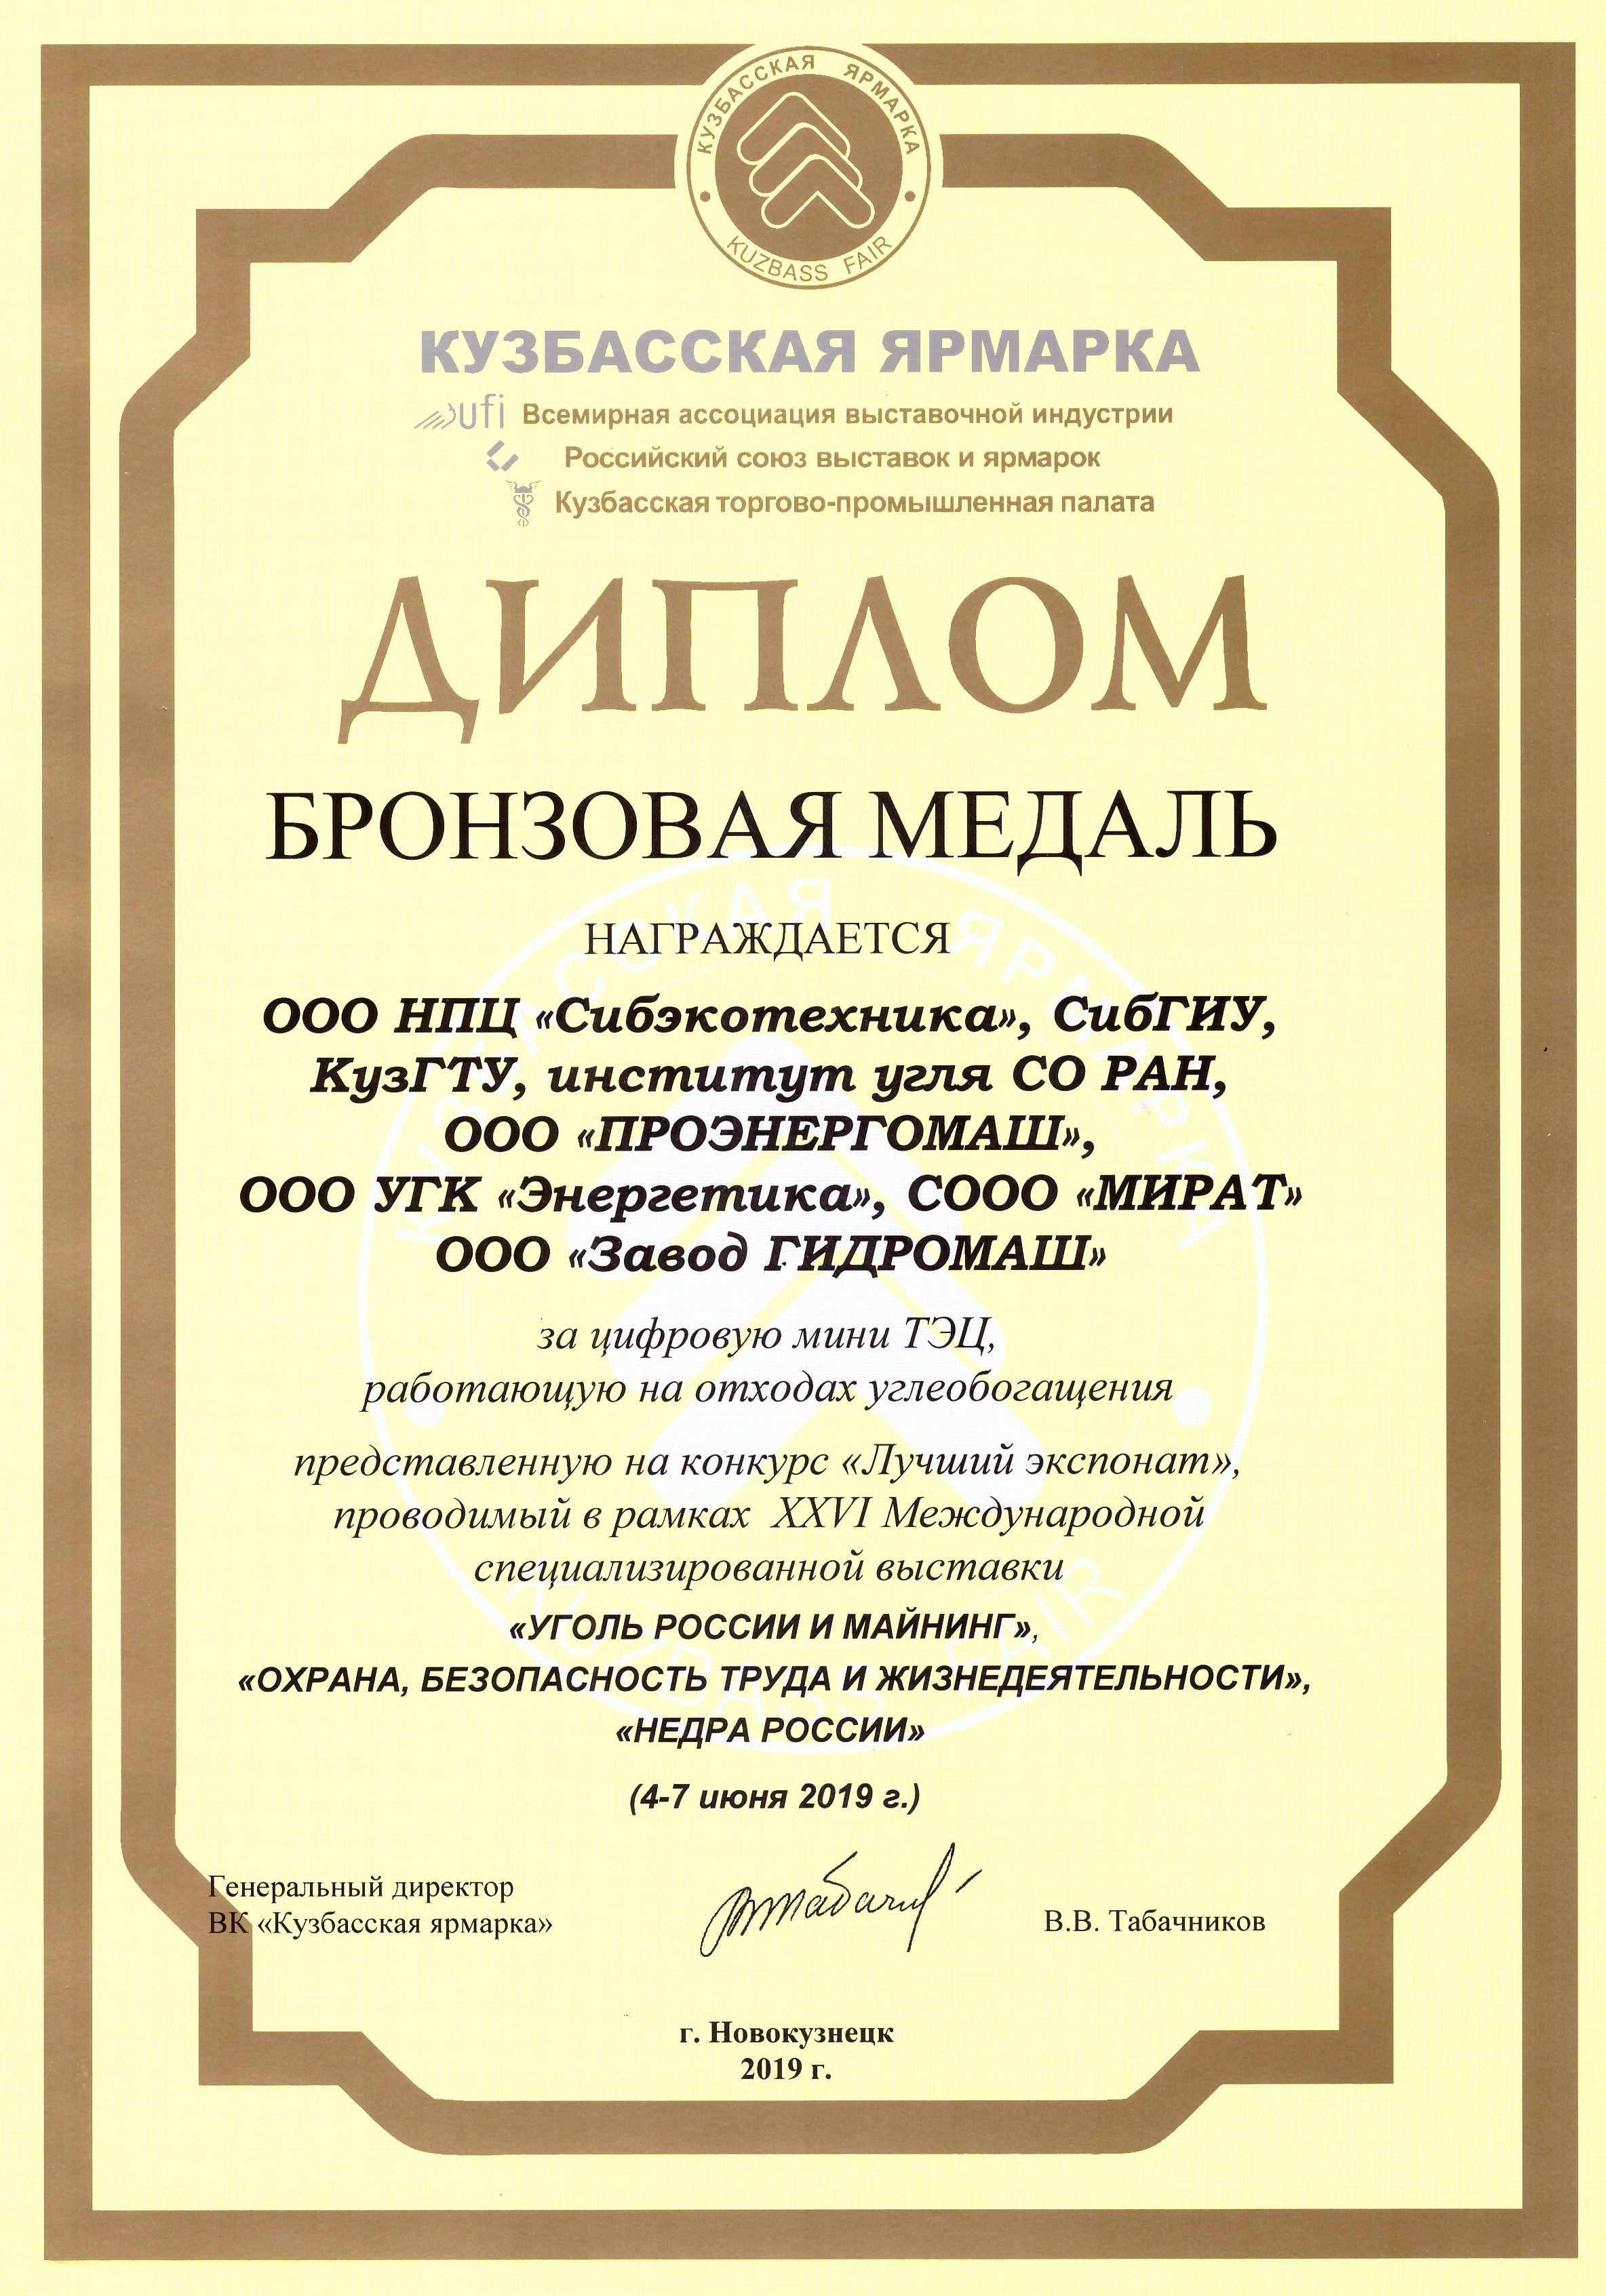 КУЗБАССКАЯ ЯРМАРКА
KUZBASS FAIR
КУЗБАССКАЯ ЯРМАРКА
ufi Всемирная ассоциация выставочной индустрии
Российский союз выставок и ярмарок
Кузбасская торгово-промышленная палата
ДИПЛОМ
БРОНЗОВАЯ МЕДАЛЬ
НАГРАЖДАЕТСЯ
ООО НПЦ «Сибэкотехника», СибГИУ,
КузГТУ, институт угля СО РАН,
ООО «ПРОЭНЕРГОМАШ»,
ООО УГК «Энергетика», СООО «МИРАТ»
ООО «Завод ГИДРОМАШ»
за цифровую мини ТЭЦ,
работающую на отходах углеобогащения
представленную на конкурс «Лучший экспонат»,
проводимый в рамках XXVI Международной
специализированной выставки
«УГОЛЬ РОССИИ И МАЙНИНГ»,
«ОХРАНА, БЕЗОПАСНОСТЬ ТРУДА И ЖИЗНЕДЕЯТЕЛЬНОСТИ»,
«НЕДРА РОССИИ»
(4-7 июня 2019 г.)
Генеральный директор
ВК «Кузбасская ярмарка»
В.В. Табачников
г. Новокузнецк
2019 г.